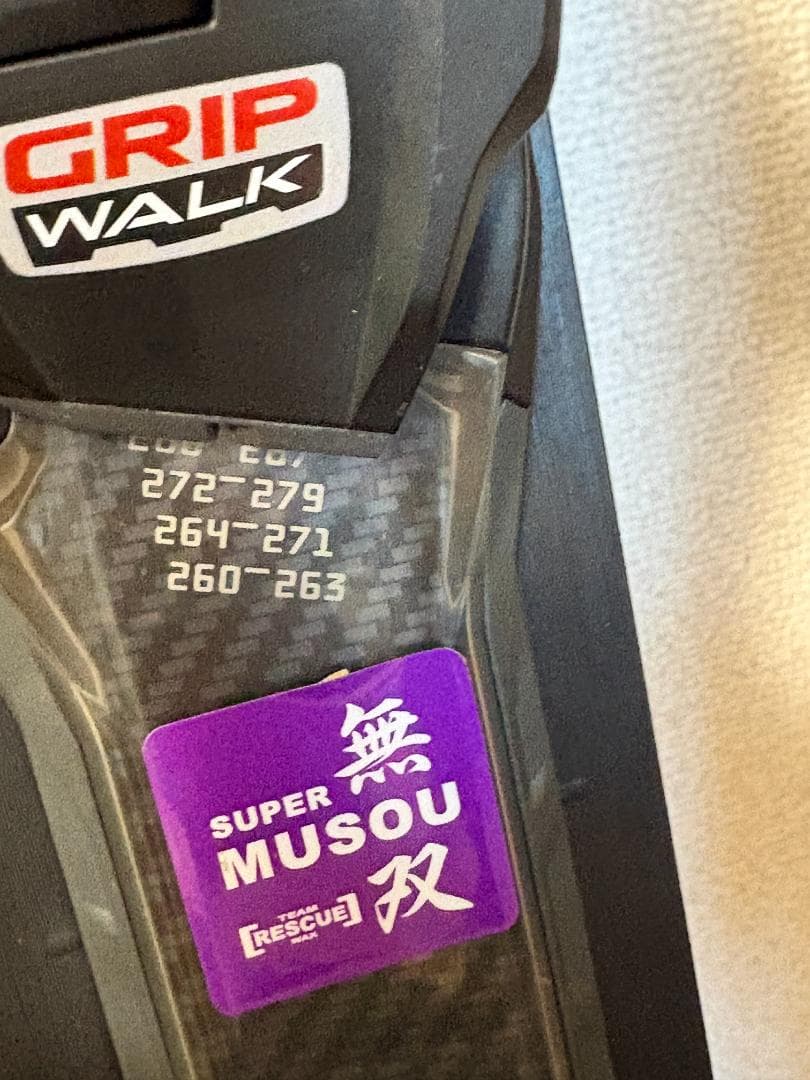 GRIP
WALK
272-279
264-271
260-263
無
SUPER
MUSOU
双
TEAM
[RESCUE]
WAX